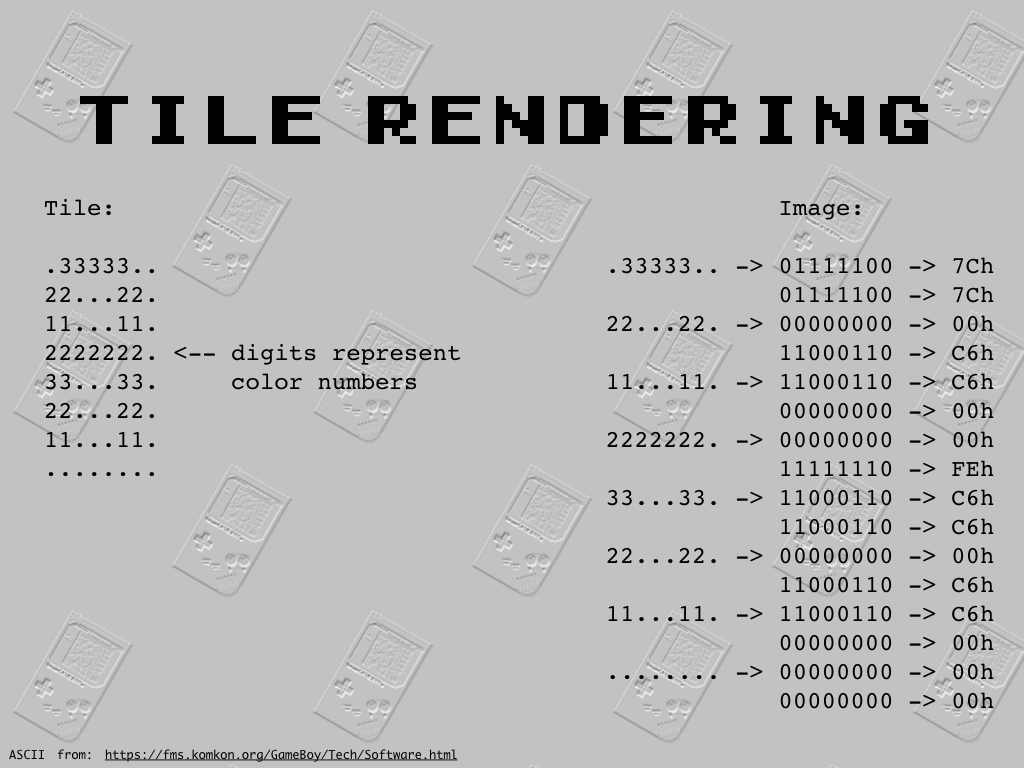 TILE RENDERING
Tile:
.33333..
22...22.
11...11.
2222222. <-- digits represent
33...33. color numbers
22...22.
11...11.
........
Image:
.33333.. -> 01111100 -> 7Ch
01111100 -> 7Ch
22...22. -> 00000000 -> 00h
11000110 -> C6h
11...11. -> 11000110 -> C6h
00000000 -> 00h
2222222. -> 00000000 -> 00h
11111110 -> FEh
33...33. -> 11000110 -> C6h
11000110 -> C6h
22...22. -> 00000000 -> 00h
11000110 -> C6h
11...11. -> 11000110 -> C6h
00000000 -> 00h
........ -> 00000000 -> 00h
00000000 -> 00h
ASCII from: https://fms.komkon.org/GameBoy/Tech/Software.html